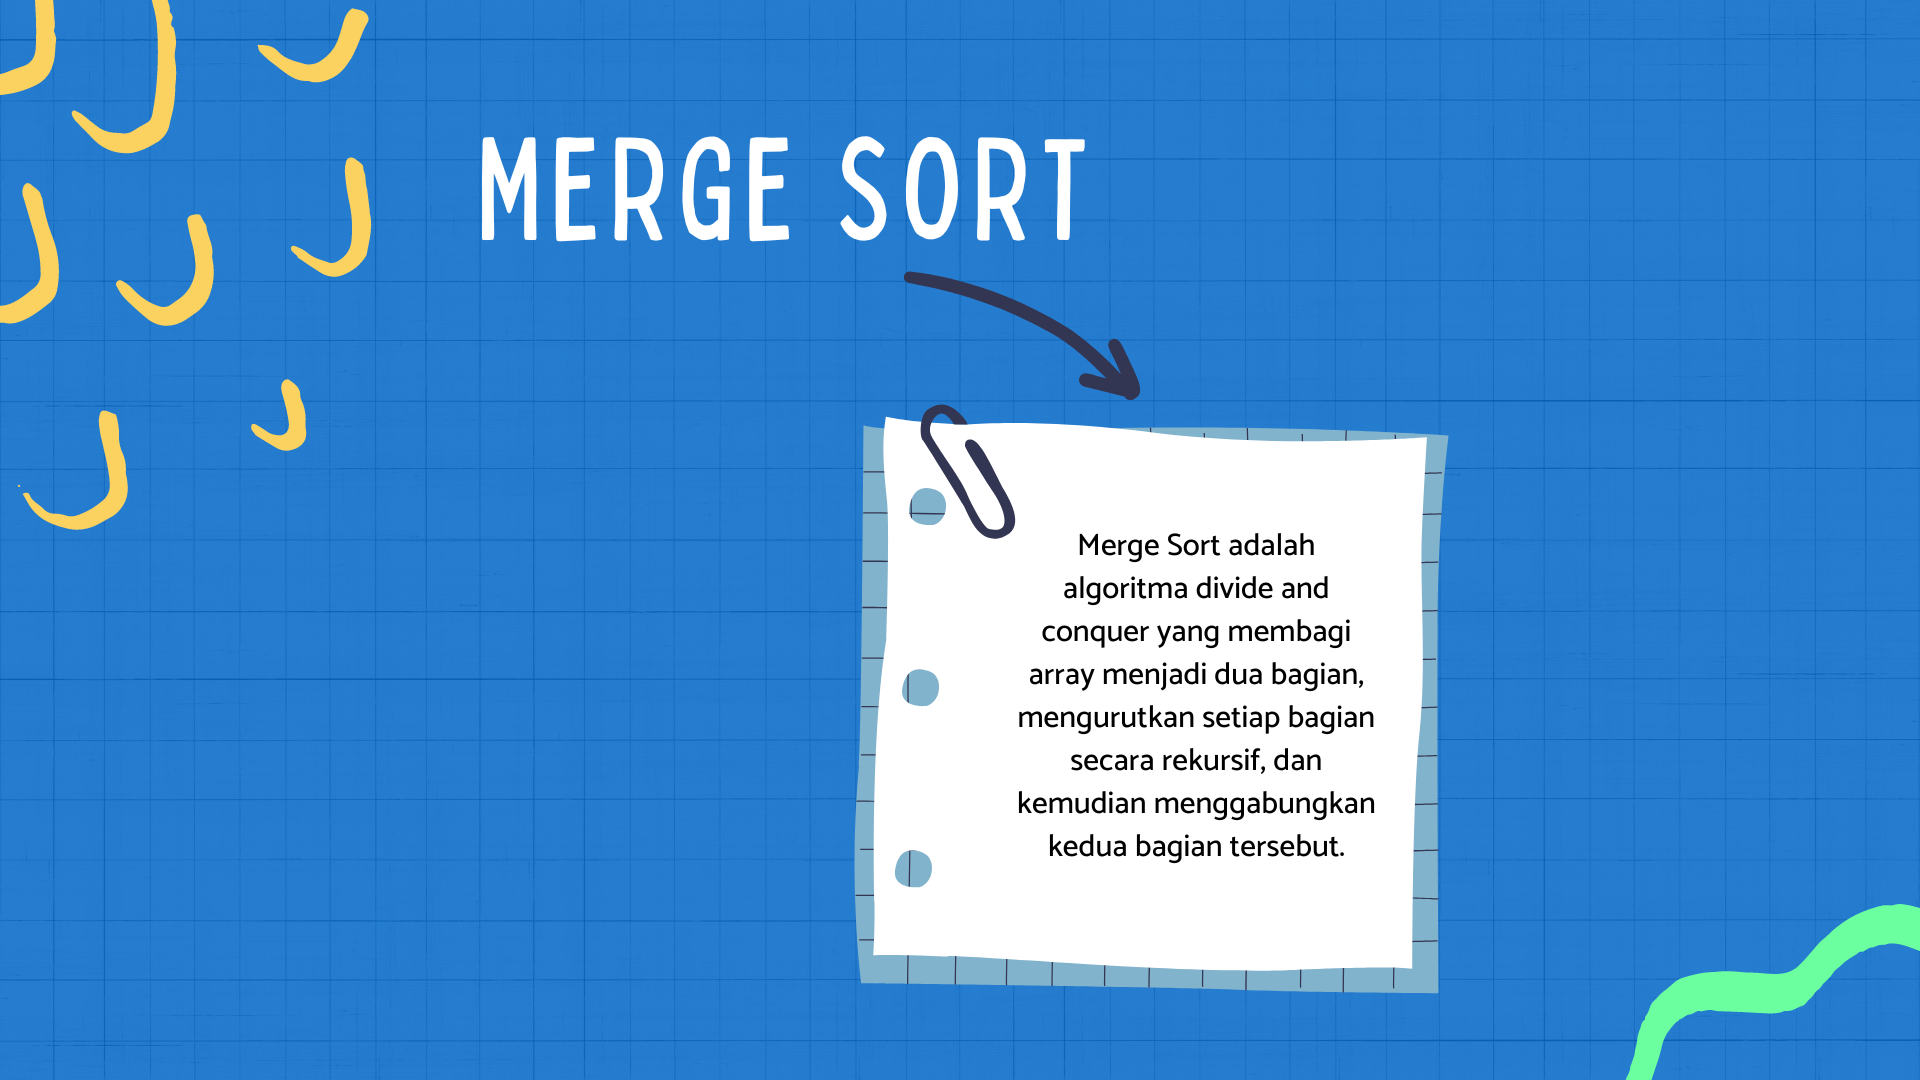 MERGE SORT
Merge Sort adalah
algoritma divide and
conquer yang membagi
array menjadi dua bagian,
mengurutkan setiap bagian
secara rekursif, dan
kemudian menggabungkan
kedua bagian tersebut.